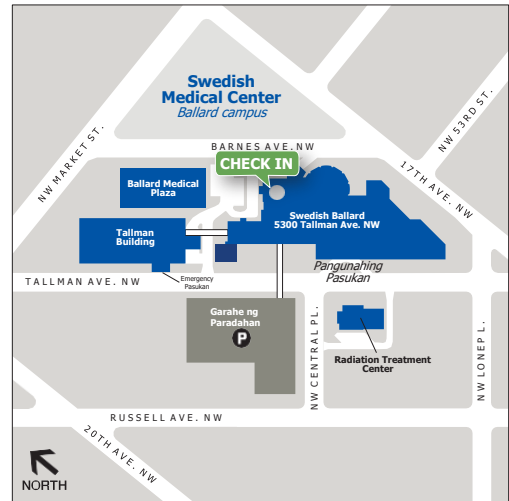 Swedish
Medical Center
Ballard campus
BARNES AVE.NW
CHECK IN
NW MARKET ST.
NW 53RD ST.
17TH AVE. NW
Ballard Medical
Plaza
Swedish Ballard
5300 Tallman Ave. NW
Tallman
Building
Pangunahing
Pasukan
TALLMAN AVE. NW
Emergency
Pasukan
Garahe ng
Paradahan
P
NW CENTRAL PL.
Radiation Treatment
Center
NW LONE PL.
RUSSELL AVE. NW
20TH AVE. NW
NORTH